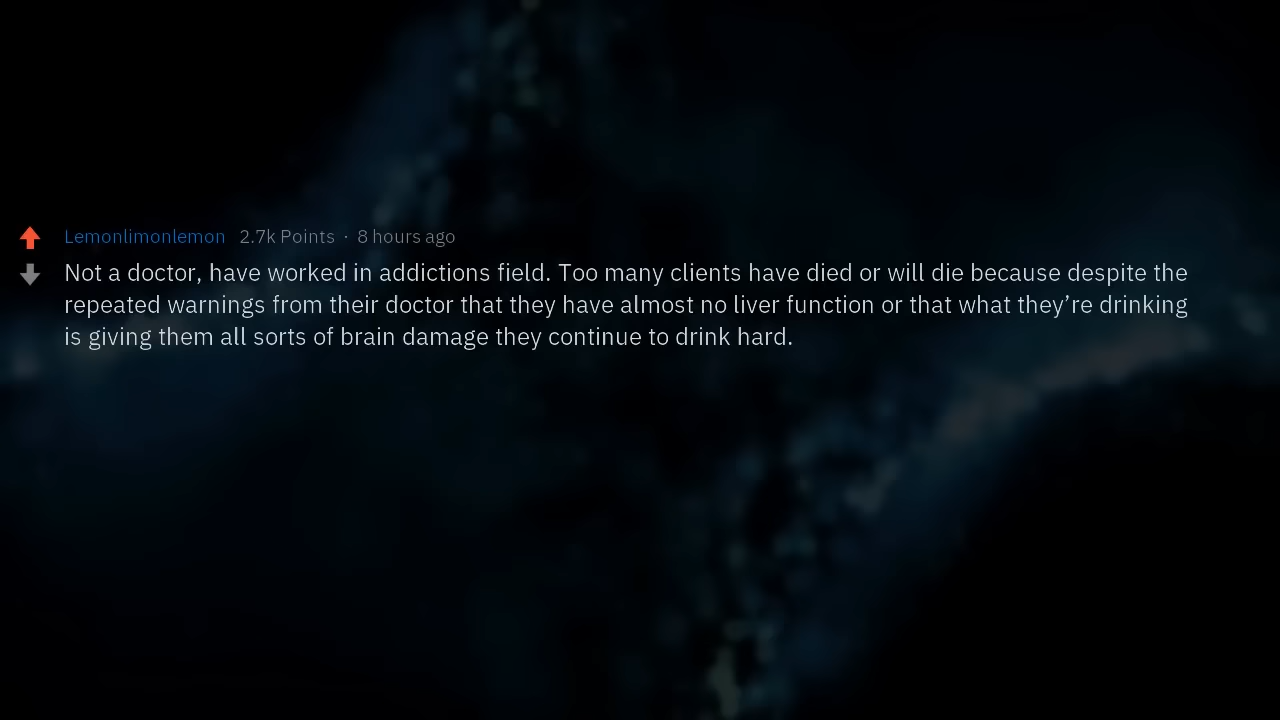 Lemonlimonlemon 2.7k Points · 8 hours ago
Not a doctor, have worked in addictions field. Too many clients have died or will die because despite the
repeated warnings from their doctor that they have almost no liver function or that what they’re drinking
is giving them all sorts of brain damage they continue to drink hard.